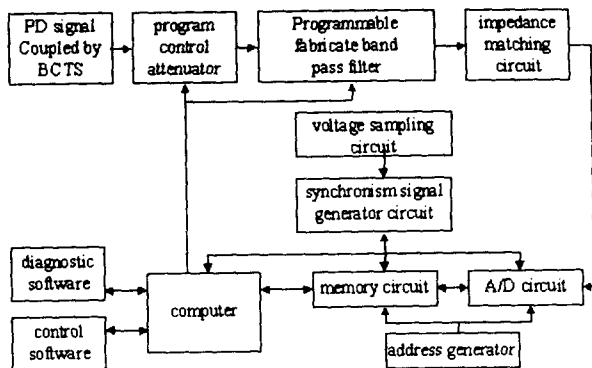 PD signal
Coupled by
BCTS
program
control
attenuator
Programmable
fabricate band
pass filter
impedance
matching
circuit
voltage sampling
circuit
synchronism signal
generator circuit
diagnostic
software
control
software
computer
memory circuit
A/D circuit
address generator